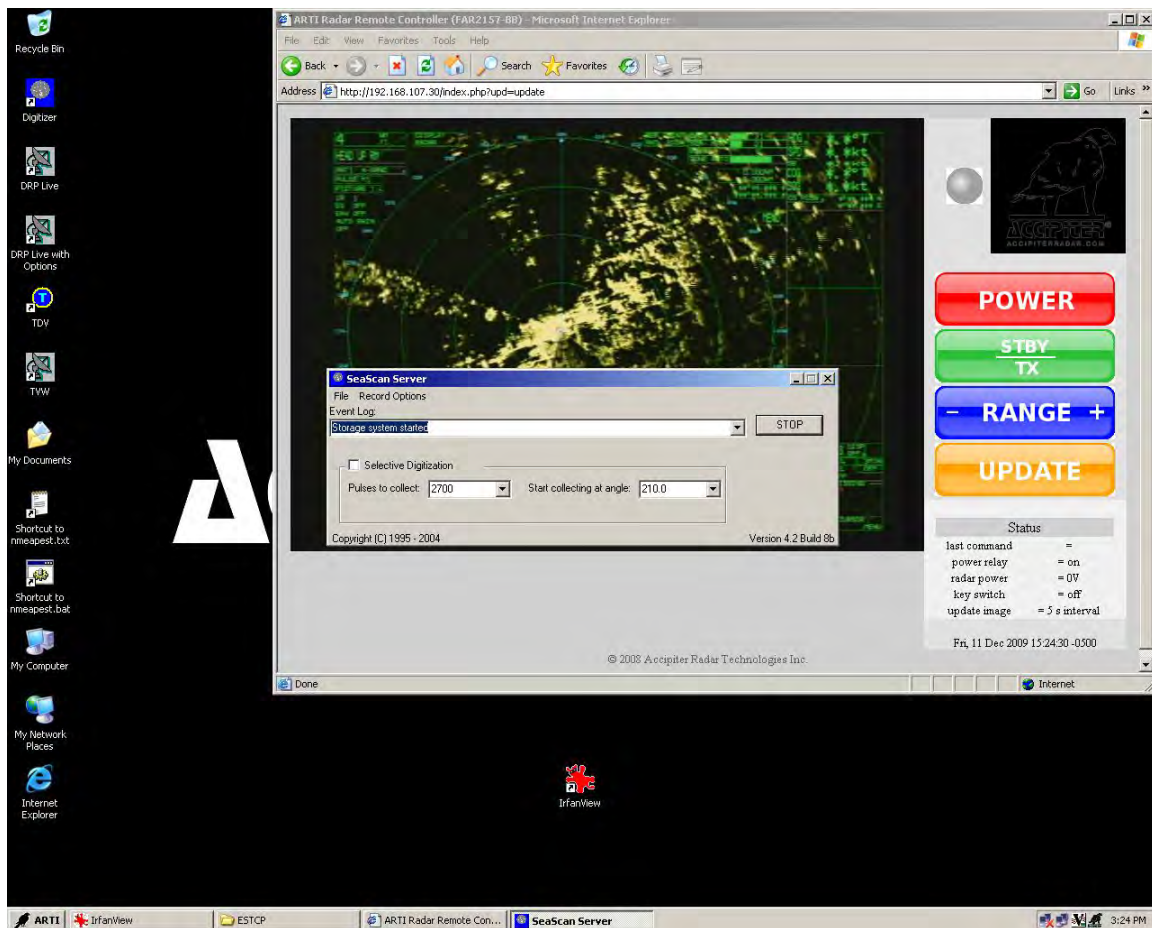 Recycle Bin
Digitizer
DRP Live
DRP Live with
Options
TDV
TVW
My Documents
Shortcut to
nmeapest.txt
Shortcut to
nmeapest.bat
My Computer
My Network
Places
Internet
Explorer
ARTI Radar Remote Controller (FAR2157-8B) - Microsoft Internet Explorer
File Edit View Favorites Tools Help
Back Search Favorites
Address http://192.168.107.30/index.php?upd=update Go Links »
HEAD UP
AUTO RAIN
OFF
ACCIPITER®
ACCIPITERRADAR.COM
POWER
STBY
TX
- RANGE +
UPDATE
Status
last command =
power relay = on
radar power = 0V
key switch = off
update image = 5 s interval
Fri, 11 Dec 2009 15:24:30 -0500
SeaScan Server
File Record Options
Event Log:
Storage system started
STOP
Selective Digitization
Pulses to collect: 2700 Start collecting at angle: 210.0
Copyright (C) 1995 - 2004 Version 4.2 Build 8b
© 2008 Accipiter Radar Technologies Inc.
Done Internet
IrfanView
ARTI IrfanView ESTCP ARTI Radar Remote Con... SeaScan Server 3:24 PM